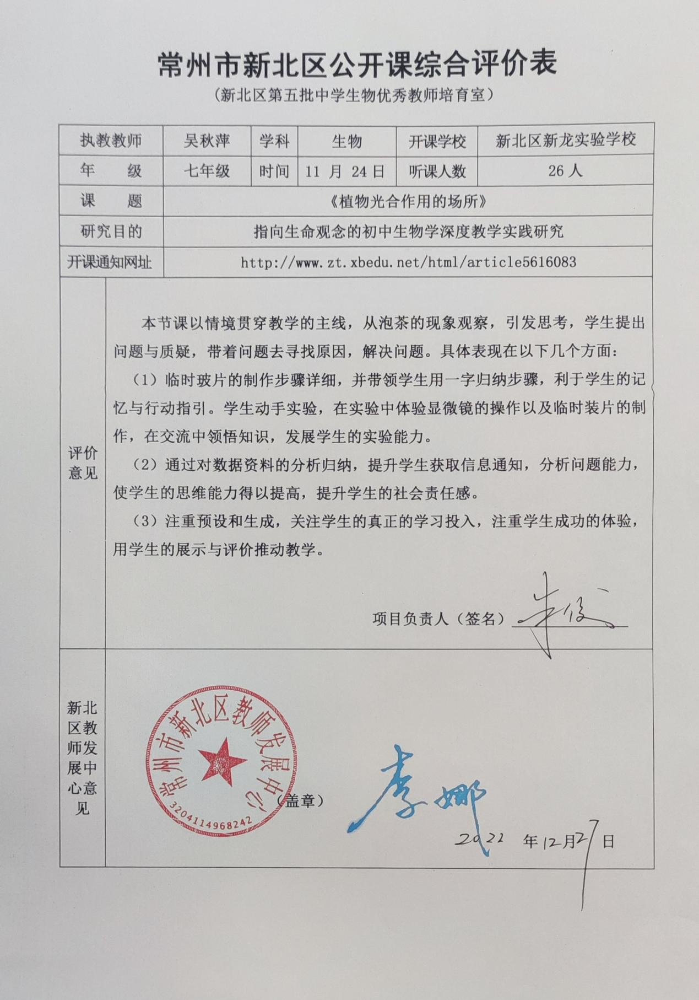 常州市新北区公开课综合评价表
（新北区第五批中学生物优秀教师培育室）
执教教师 吴秋萍 学科 生物 开课学校 新北区新龙实验学校
年 级 七年级 时间 11 月 24 日 听课人数 26 人
课 题 《植物光合作用的场所》
研究目的 指向生命观念的初中生物学深度教学实践研究
开课通知网址 http://www.zt.xbedu.net/html/article5616083
评价
意见
本节课以情境贯穿教学的主线，从泡茶的现象观察，引发思考，学生提出
问题与质疑，带着问题去寻找原因，解决问题。具体表现在以下几个方面：
（1）临时玻片的制作步骤详细，并带领学生用一字归纳步骤，利于学生的记
忆与行动指引。学生动手实验，在实验中体验显微镜的操作以及临时装片的制
作，在交流中领悟知识，发展学生的实验能力。
（2）通过对数据资料的分析归纳，提升学生获取信息通知，分析问题能力，
使学生的思维能力得以提高，提升学生的社会责任感。
（3）注重预设和生成，关注学生的真正的学习投入，注重学生成功的体验，
用学生的展示与评价推动教学。
项目负责人（签名） 朱俊
新北
区教
师发
展中
心意
见
常州市新北区教师发展中心
3204114968242
（盖章）
李娜
2022 年 12 月 27 日